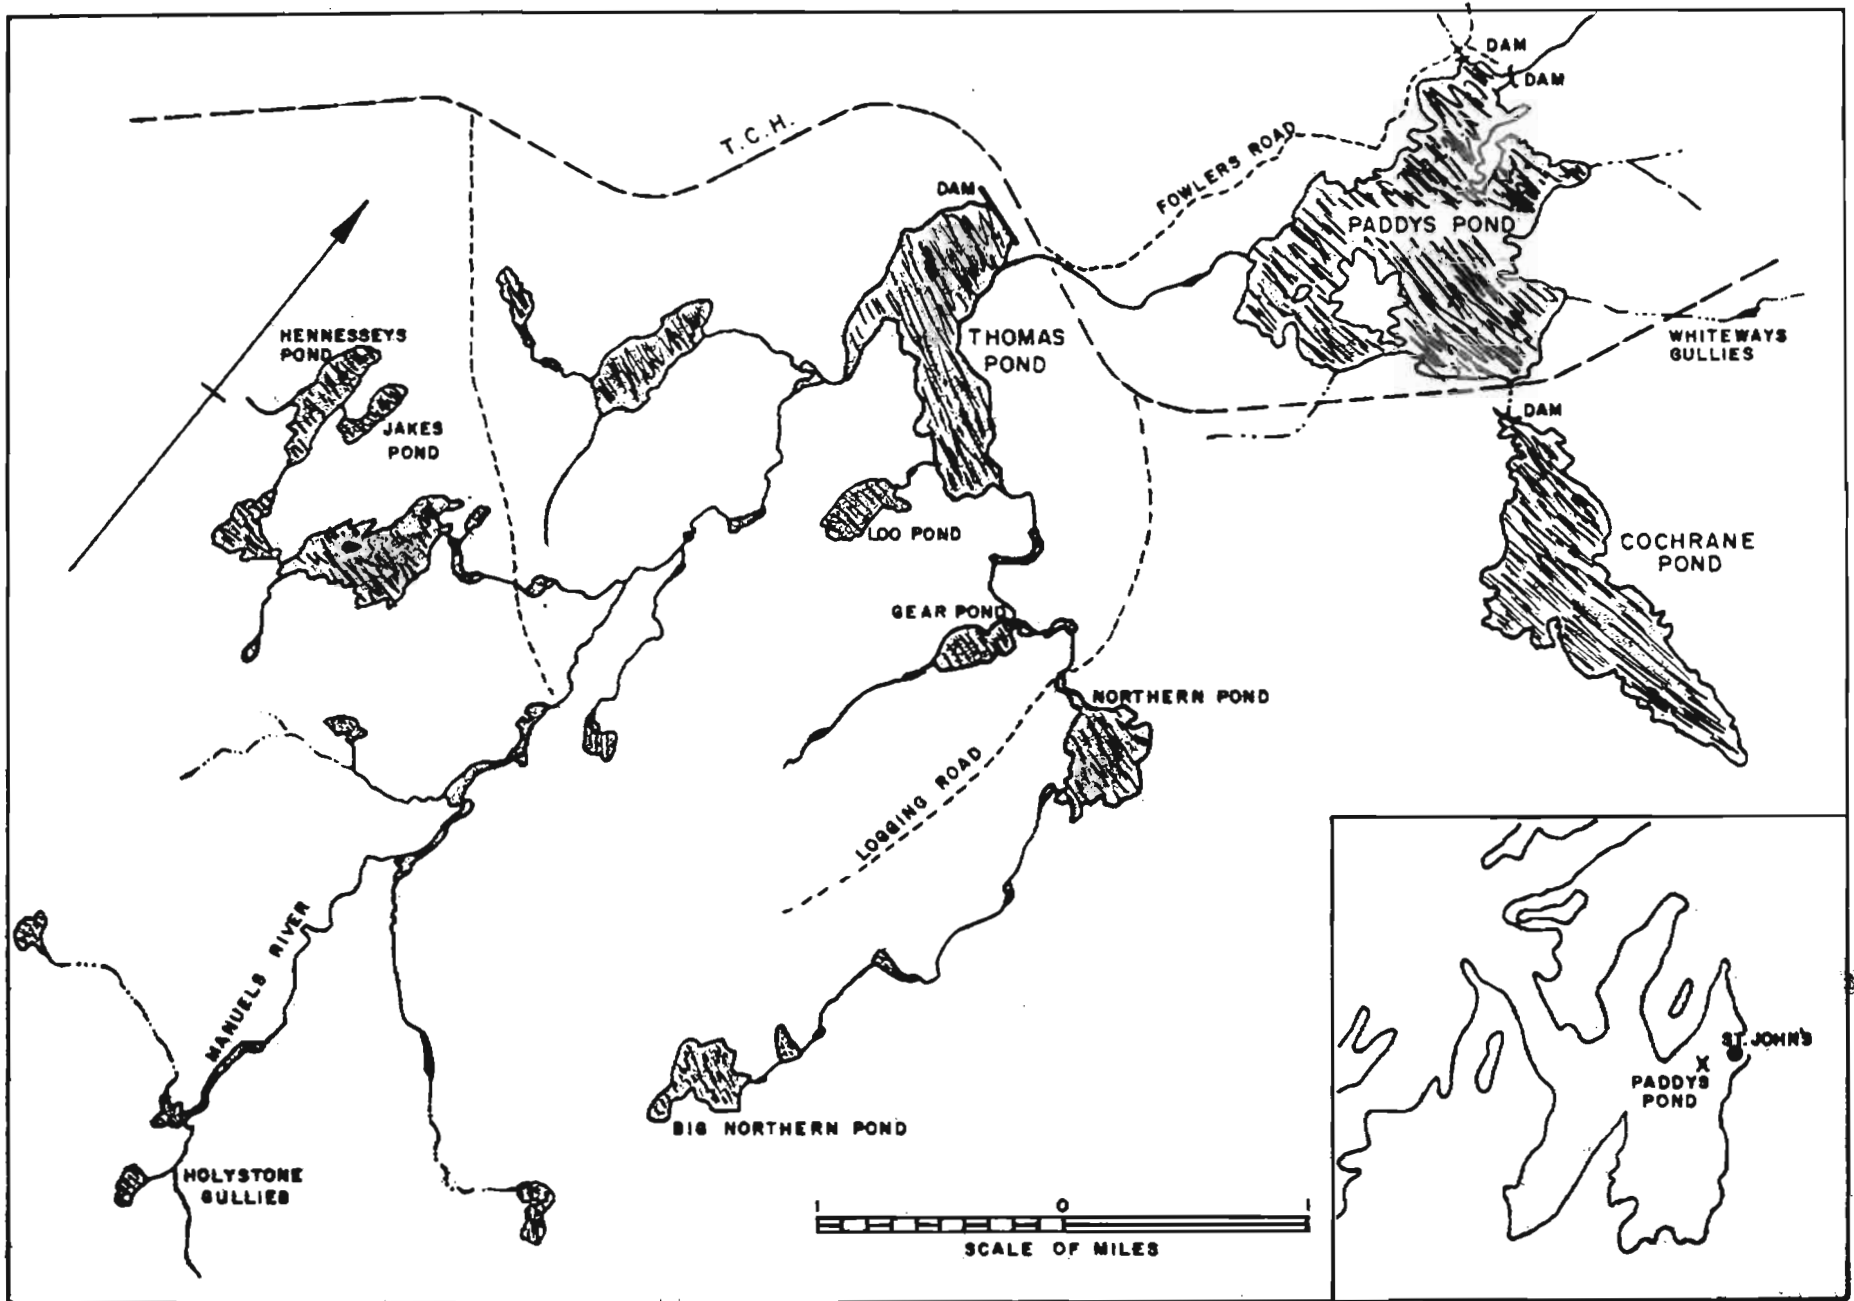 DAM
DAM
T.C.H.
FOWLERS ROAD
DAM
PADDYS POND
HENNESSEYS
POND
THOMAS
POND
WHITEWAYS
GULLIES
JAKES
POND
DAM
LOO POND
COCHRANE
POND
GEAR POND
NORTHERN POND
LOGGING ROAD
MANUELS RIVER
ST. JOHN'S
PADDYS
POND
BIG NORTHERN POND
HOLYSTONE
GULLIES
1 0 1
SCALE OF MILES